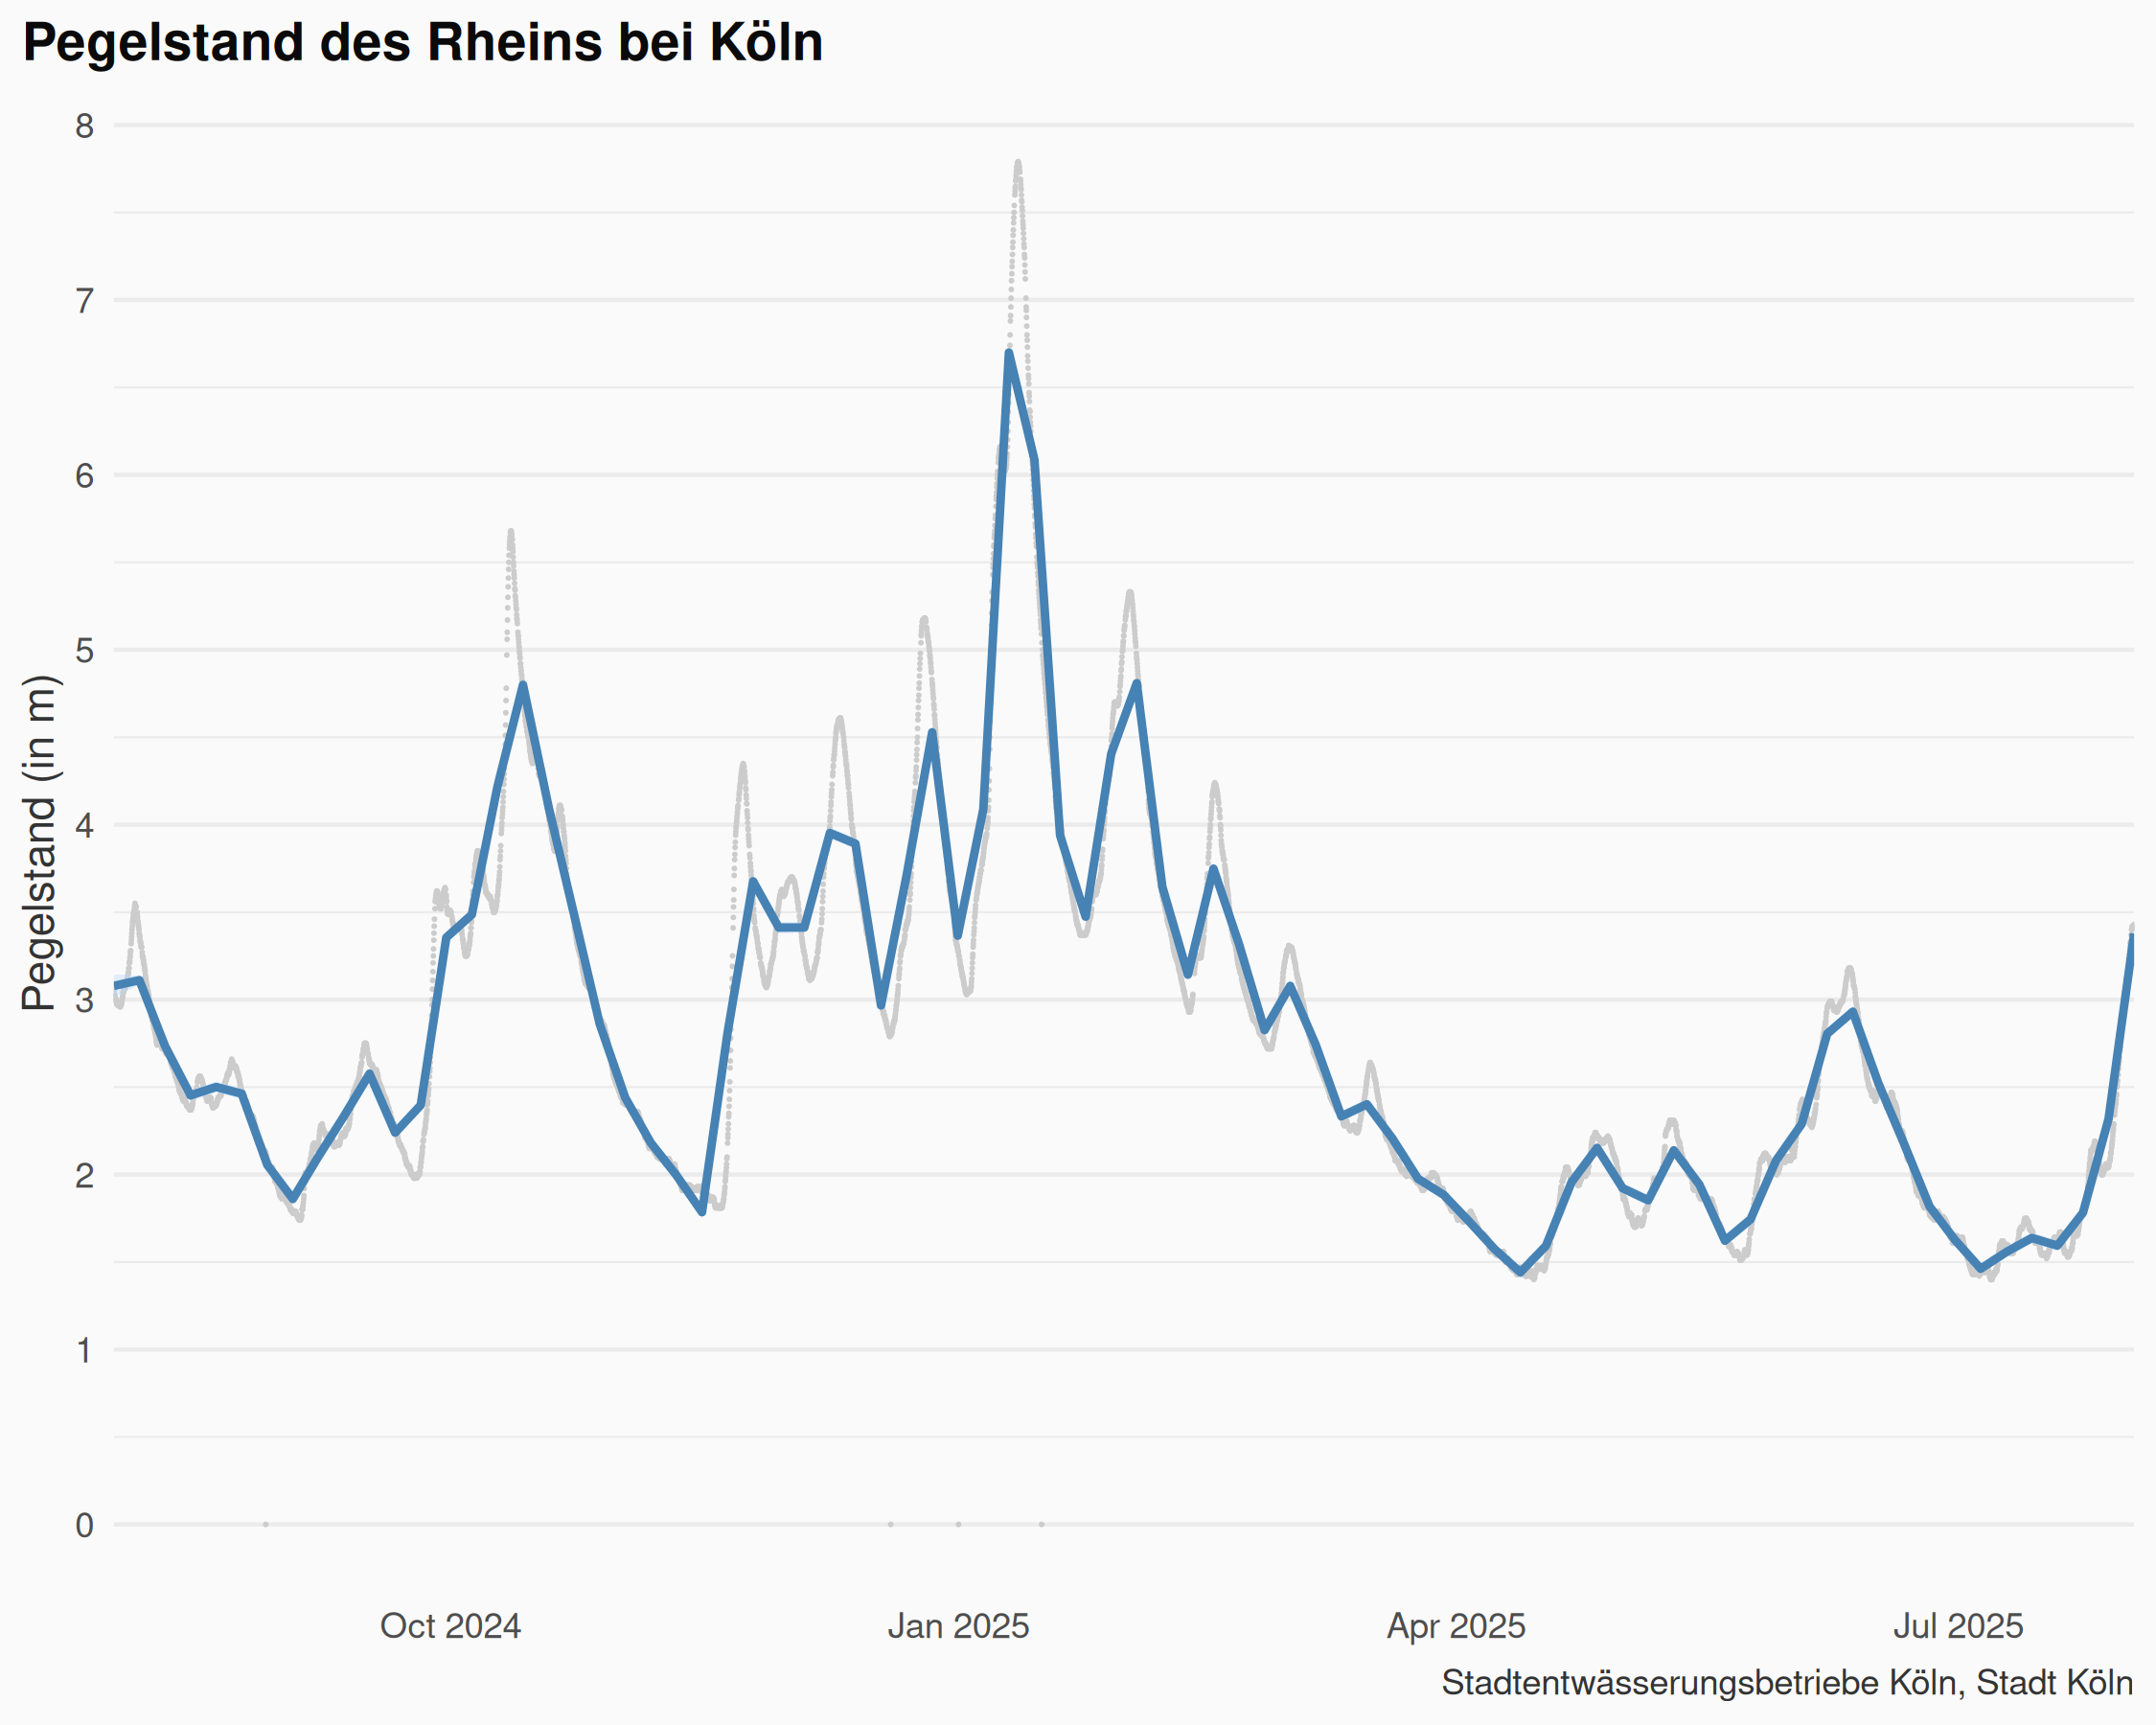 Pegelstand des Rheins bei Köln
Pegelstand (in m)
8
7
6
5
4
3
2
1
0
Oct 2024 Jan 2025 Apr 2025 Jul 2025
Stadtentwässerungsbetriebe Köln, Stadt Köln